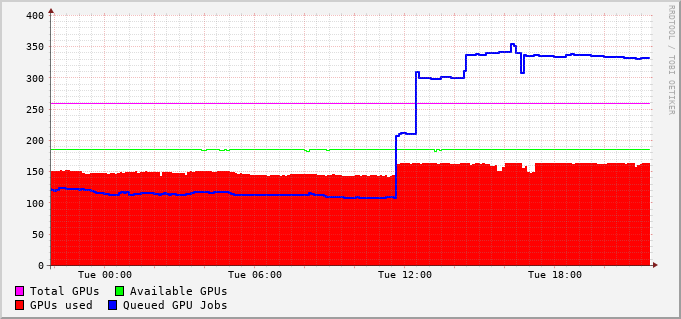 400
350
300
250
200
150
100
50
0
Tue 00:00 Tue 06:00 Tue 12:00 Tue 18:00
Total GPUs Available GPUs
GPUs used Queued GPU Jobs
RRDTOOL / TOBI OETIKER